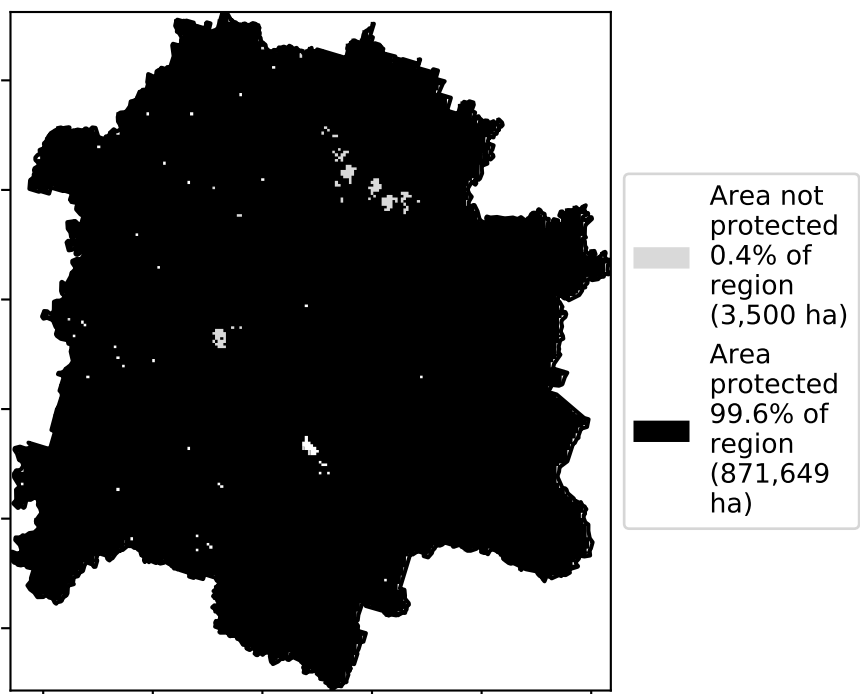 Area not
protected
0.4% of
region
(3,500 ha)
Area
protected
99.6% of
region
(871,649
ha)